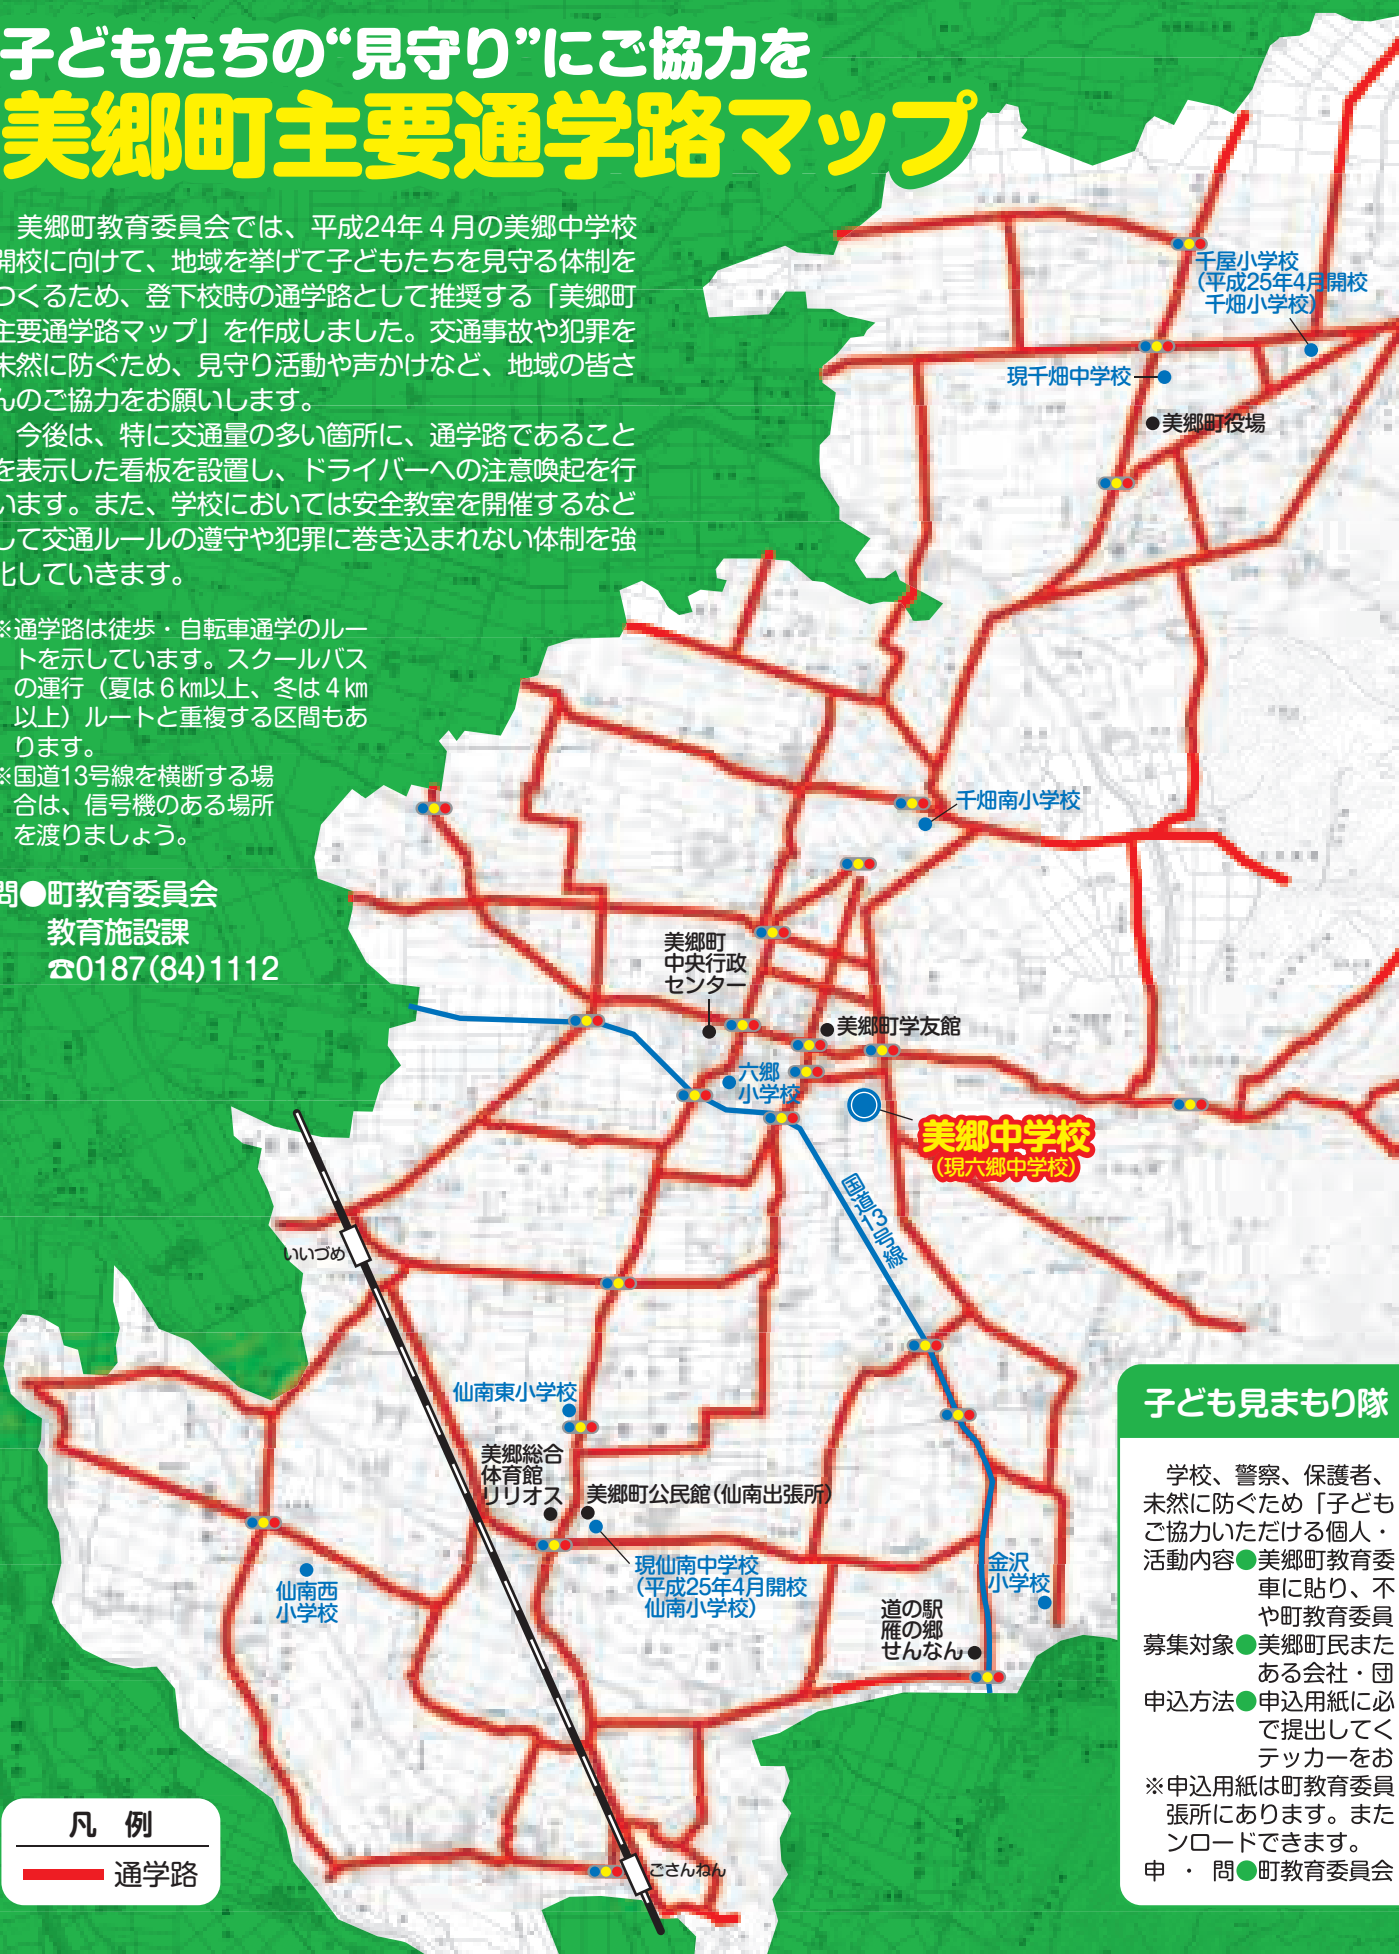 子どもたちの“見守り”にご協力を
美郷町主要通学路マップ
美郷町教育委員会では、平成24年4月の美郷中学校
開校に向けて、地域を挙げて子どもたちを見守る体制を
つくるため、登下校時の通学路として推奨する「美郷町
主要通学路マップ」を作成しました。交通事故や犯罪を
未然に防ぐため、見守り活動や声かけなど、地域の皆さ
んのご協力をお願いします。
今後は、特に交通量の多い箇所に、通学路であること
を表示した看板を設置し、ドライバーへの注意喚起を行
います。また、学校においては安全教室を開催するなど
して交通ルールの遵守や犯罪に巻き込まれない体制を強
化していきます。
※通学路は徒歩・自転車通学のルー
トを示しています。スクールバス
の運行（夏は6㎞以上、冬は4㎞
以上）ルートと重複する区間もあ
ります。
※国道13号線を横断する場
合は、信号機のある場所
を渡りましょう。
問●町教育委員会
教育施設課
☎0187(84)1112
千屋小学校
（平成25年4月開校
千畑小学校）
現千畑中学校
●美郷町役場
千畑南小学校
美郷町
中央行政
センター
●美郷町学友館
六郷
小学校
美郷中学校
（現六郷中学校）
国道13号線
いいづめ
仙南東小学校
美郷総合
体育館
リリオス
美郷町公民館（仙南出張所）
現仙南中学校
（平成25年4月開校
仙南小学校）
仙南西
小学校
金沢
小学校
道の駅
雁の郷
せんなん
ごさんねん
凡 例
通学路
子ども見まもり隊
学校、警察、保護者、
未然に防ぐため「子ども
ご協力いただける個人・
活動内容●美郷町教育委
車に貼り、不
や町教育委員
募集対象●美郷町民また
ある会社・団
申込方法●申込用紙に必
で提出してく
テッカーをお
※申込用紙は町教育委員
張所にあります。また
ンロードできます。
申・問●町教育委員会